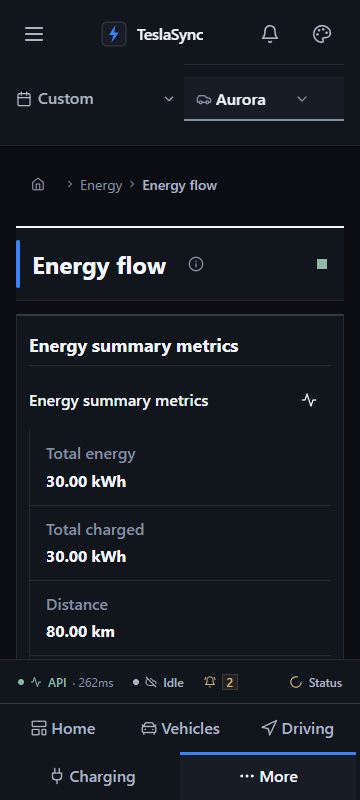 TeslaSync
Custom
Aurora
Energy
Energy flow
Energy flow
Energy summary metrics
Energy summary metrics
Total energy
30.00 kWh
Total charged
30.00 kWh
Distance
80.00 km
API · 262ms
Idle
2
Status
Home
Vehicles
Driving
Charging
More